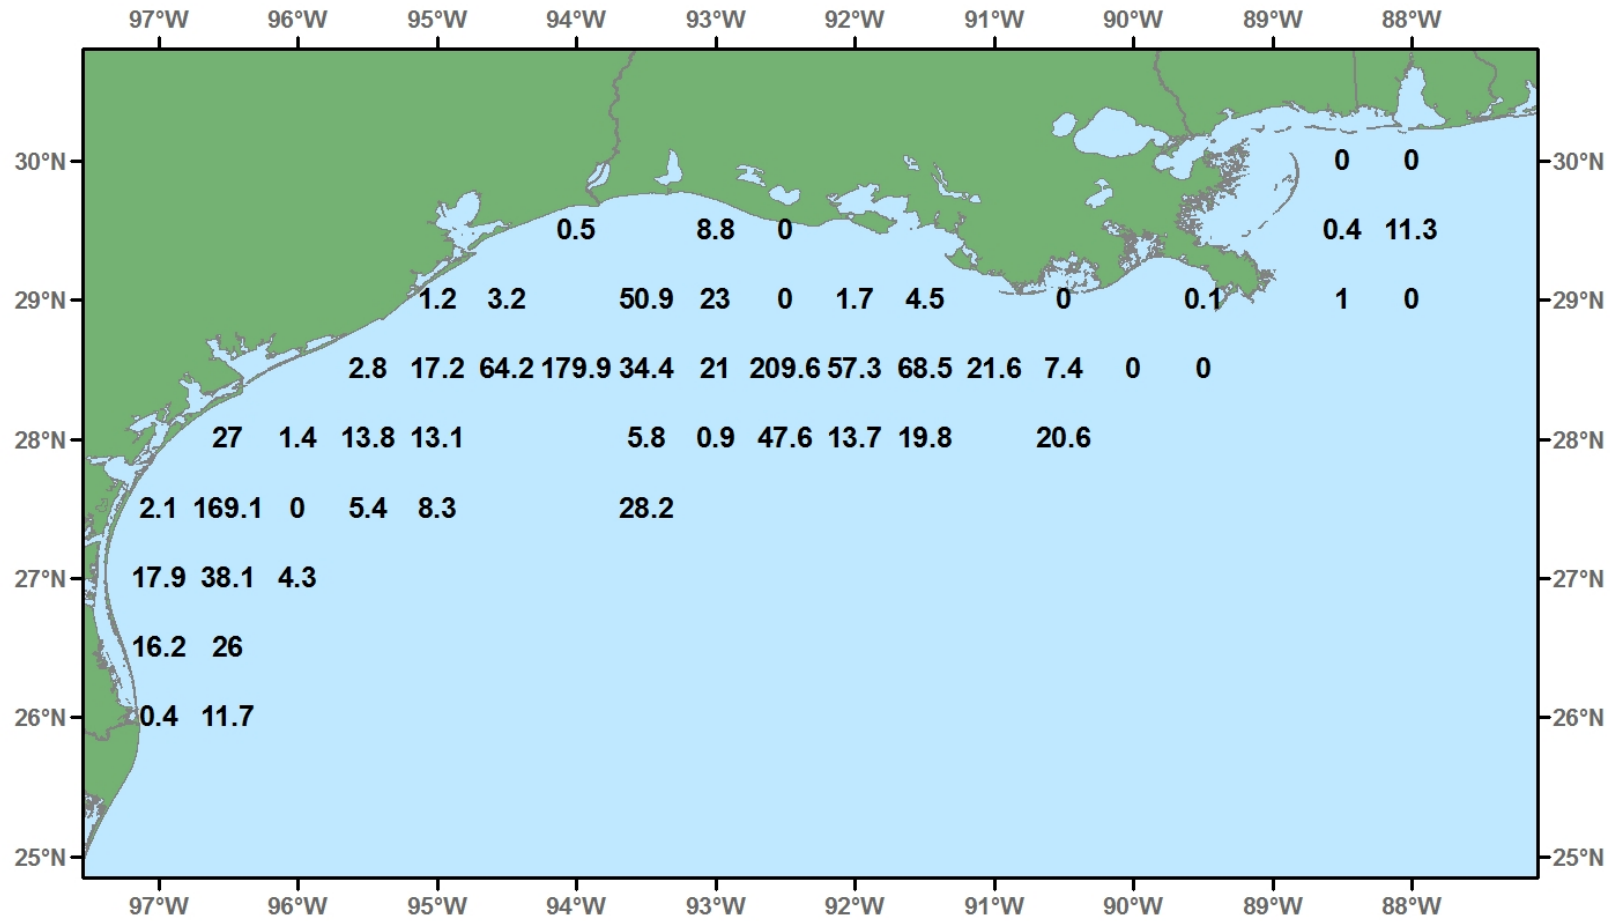 97°W 96°W 95°W 94°W 93°W 92°W 91°W 90°W 89°W 88°W
30°N 0 0 30°N
0.5 8.8 0 0.4 11.3
29°N 1.2 3.2 50.9 23 0 1.7 4.5 0 0.1 1 0 29°N
2.8 17.2 64.2 179.9 34.4 21 209.6 57.3 68.5 21.6 7.4 0 0
28°N 27 1.4 13.8 13.1 5.8 0.9 47.6 13.7 19.8 20.6 28°N
2.1 169.1 0 5.4 8.3 28.2
27°N 17.9 38.1 4.3 27°N
16.2 26
26°N 0.4 11.7 26°N
25°N 25°N
97°W 96°W 95°W 94°W 93°W 92°W 91°W 90°W 89°W 88°W